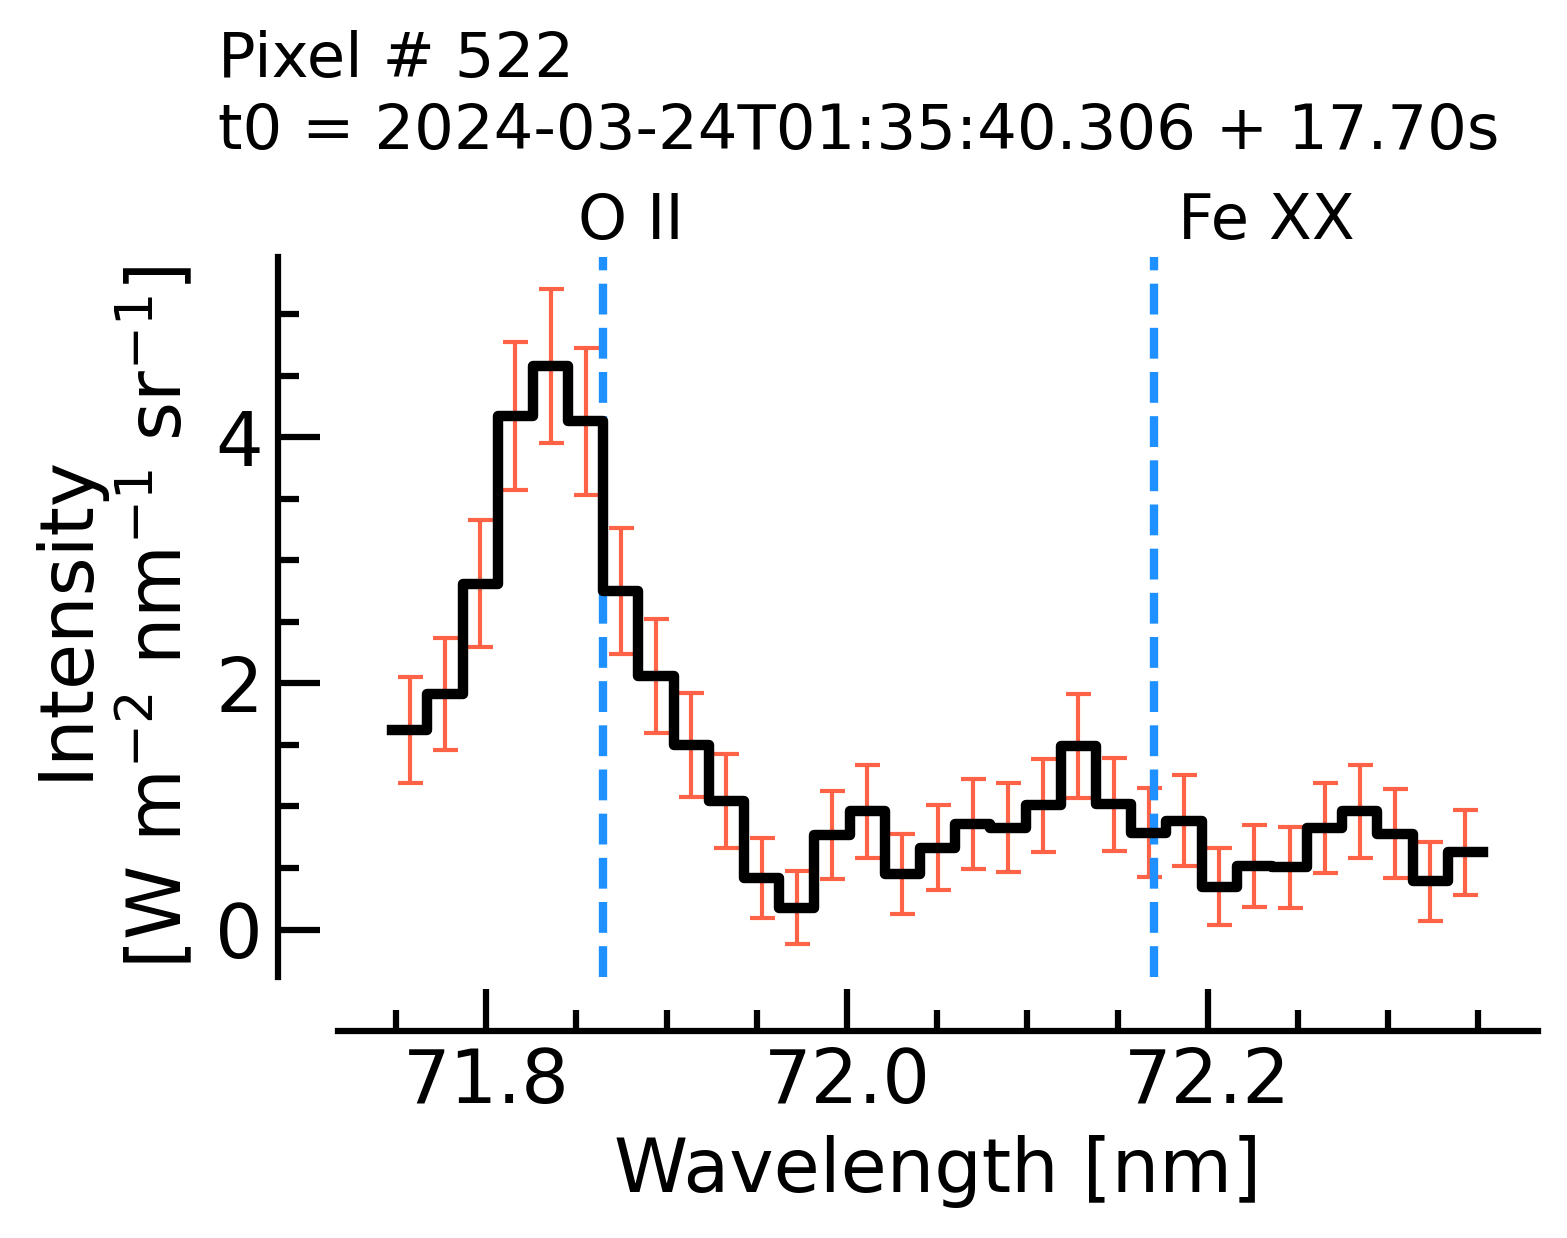 Pixel # 522
t0 = 2024-03-24T01:35:40.306 + 17.70s
O II
Fe XX
Intensity
[W m⁻² nm⁻¹ sr⁻¹]
4
2
0
71.8
72.0
72.2
Wavelength [nm]